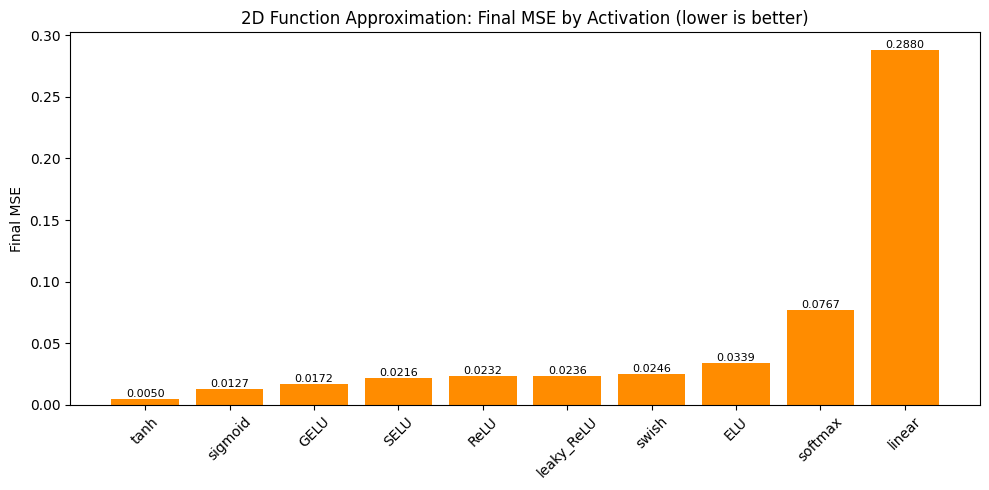 2D Function Approximation: Final MSE by Activation (lower is better)
Final MSE
0.30
0.25
0.20
0.15
0.10
0.05
0.00
0.0050
0.0127
0.0172
0.0216
0.0232
0.0236
0.0246
0.0339
0.0767
0.2880
tanh
sigmoid
GELU
SELU
ReLU
leaky_ReLU
swish
ELU
softmax
linear